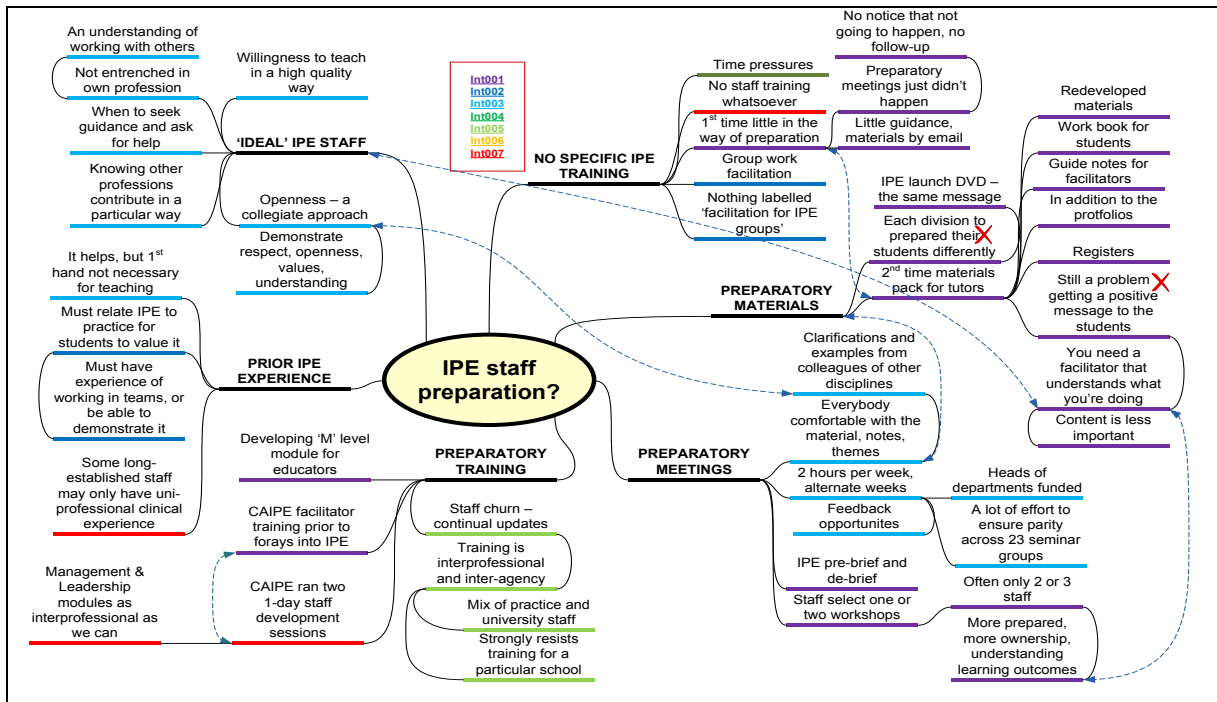 An understanding of
working with others
Not entrenched in
own profession
When to seek
guidance and ask
for help
Knowing other
professions
contribute in a
particular way
Willingness to teach
in a high quality
way
'IDEAL' IPE STAFF
Openness – a
collegiate approach
Demonstrate
respect, openness,
values,
understanding
Int001
Int002
Int003
Int004
Int005
Int006
Int007
NO SPECIFIC IPE
TRAINING
Time pressures
No staff training
whatsoever
1st time little in the
way of preparation
Group work
facilitation
Nothing labelled
'facilitation for IPE
groups'
No notice that not
going to happen, no
follow-up
Preparatory
meetings just didn't
happen
Little guidance,
materials by email
PREPARATORY
MATERIALS
IPE launch DVD –
the same message
Each division to
prepared their
students differently
2nd time materials
pack for tutors
Redeveloped
materials
Work book for
students
Guide notes for
facilitators
In addition to the
protfolios
Registers
Still a problem
getting a positive
message to the
students
You need a
facilitator that
understands what
you're doing
Content is less
important
IPE staff
preparation?
PRIOR IPE
EXPERIENCE
It helps, but 1st
hand not necessary
for teaching
Must relate IPE to
practice for
students to value it
Must have
experience of
working in teams, or
be able to
demonstrate it
Some long-
established staff
may only have uni-
professional clinical
experience
PREPARATORY
TRAINING
Developing 'M' level
module for
educators
CAIPE facilitator
training prior to
forays into IPE
CAIPE ran two
1-day staff
development
sessions
Management &
Leadership
modules as
interprofessional as
we can
Staff churn –
continual updates
Training is
interprofessional
and inter-agency
Mix of practice and
university staff
Strongly resists
training for a
particular school
PREPARATORY
MEETINGS
Clarifications and
examples from
colleagues of other
disciplines
Everybody
comfortable with the
material, notes,
themes
2 hours per week,
alternate weeks
Feedback
opportunites
Heads of
departments funded
A lot of effort to
ensure parity
across 23 seminar
groups
IPE pre-brief and
de-brief
Staff select one or
two workshops
Often only 2 or 3
staff
More prepared,
more ownership,
understanding
learning outcomes